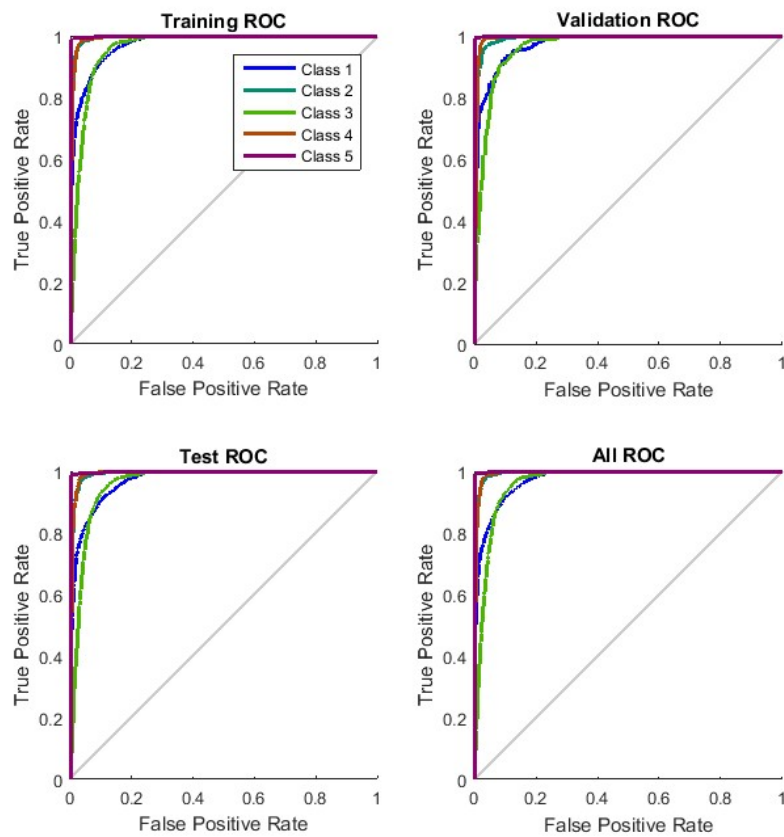 Training ROC
1
0.8
0.6
0.4
0.2
0
True Positive Rate
Class 1
Class 2
Class 3
Class 4
Class 5
0 0.2 0.4 0.6 0.8 1
False Positive Rate
Validation ROC
1
0.8
0.6
0.4
0.2
0
True Positive Rate
0 0.2 0.4 0.6 0.8 1
False Positive Rate
Test ROC
1
0.8
0.6
0.4
0.2
0
True Positive Rate
0 0.2 0.4 0.6 0.8 1
False Positive Rate
All ROC
1
0.8
0.6
0.4
0.2
0
True Positive Rate
0 0.2 0.4 0.6 0.8 1
False Positive Rate